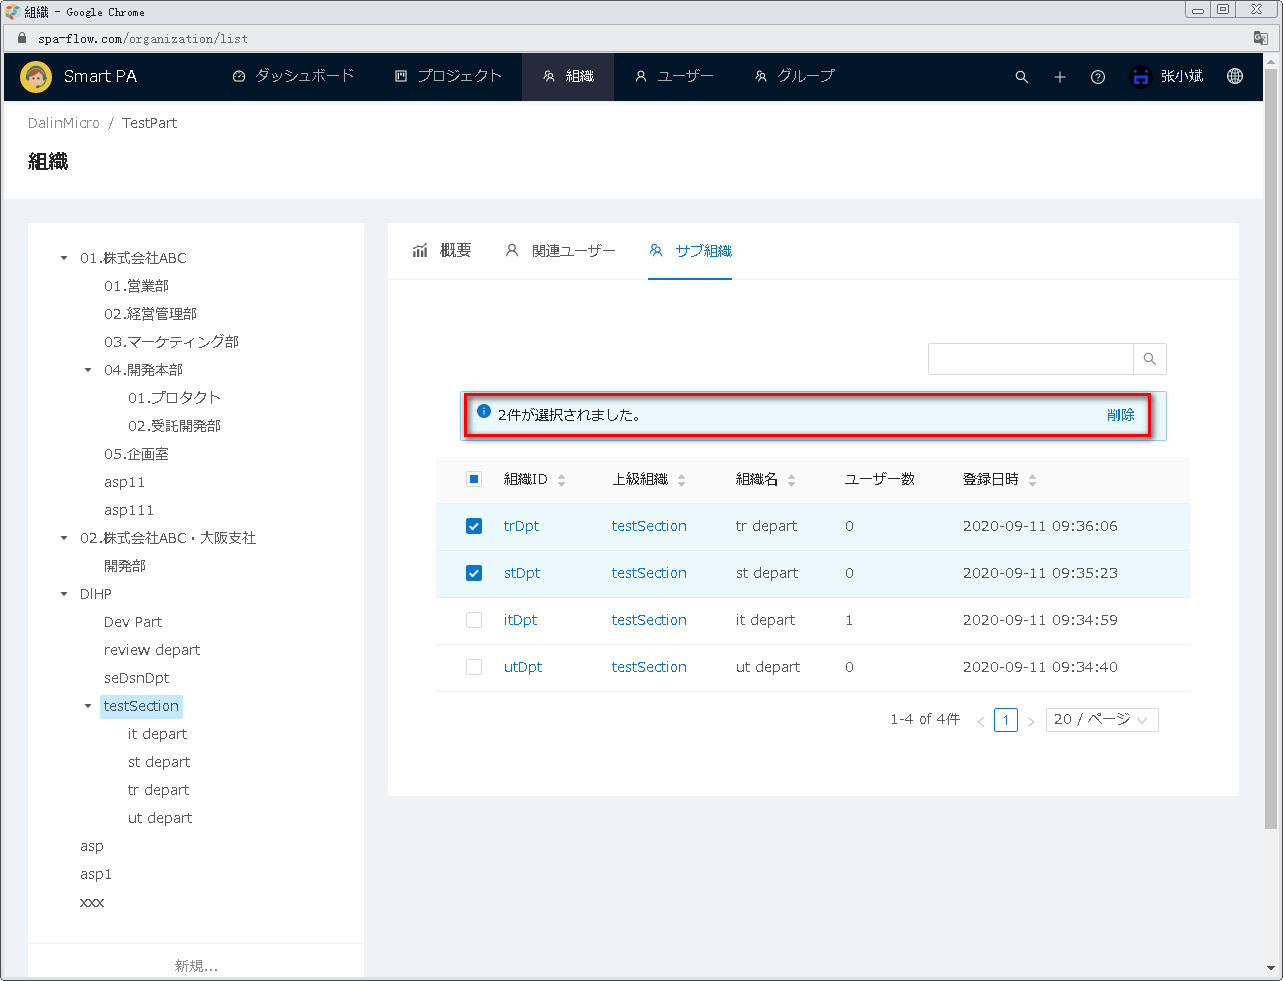 組織 - Google Chrome
spa-flow.com/organization/list
Smart PA ダッシュボード プロジェクト 組織 ユーザー グループ 张小斌
DalinMicro / TestPart
組織
01.株式会社ABC
01.営業部
02.経営管理部
03.マーケティング部
04.開発本部
01.プロタクト
02.受託開発部
05.企画室
asp11
asp111
02.株式会社ABC・大阪支社
開発部
DlHP
Dev Part
review depart
seDsnDpt
testSection
it depart
st depart
tr depart
ut depart
asp
asp1
xxx
新規...
概要 関連ユーザー サブ組織
2件が選択されました。 削除
組織ID 上級組織 組織名 ユーザー数 登録日時
trDpt testSection tr depart 0 2020-09-11 09:36:06
stDpt testSection st depart 0 2020-09-11 09:35:23
itDpt testSection it depart 1 2020-09-11 09:34:59
utDpt testSection ut depart 0 2020-09-11 09:34:40
1-4 of 4件 < 1 > 20 / ページ